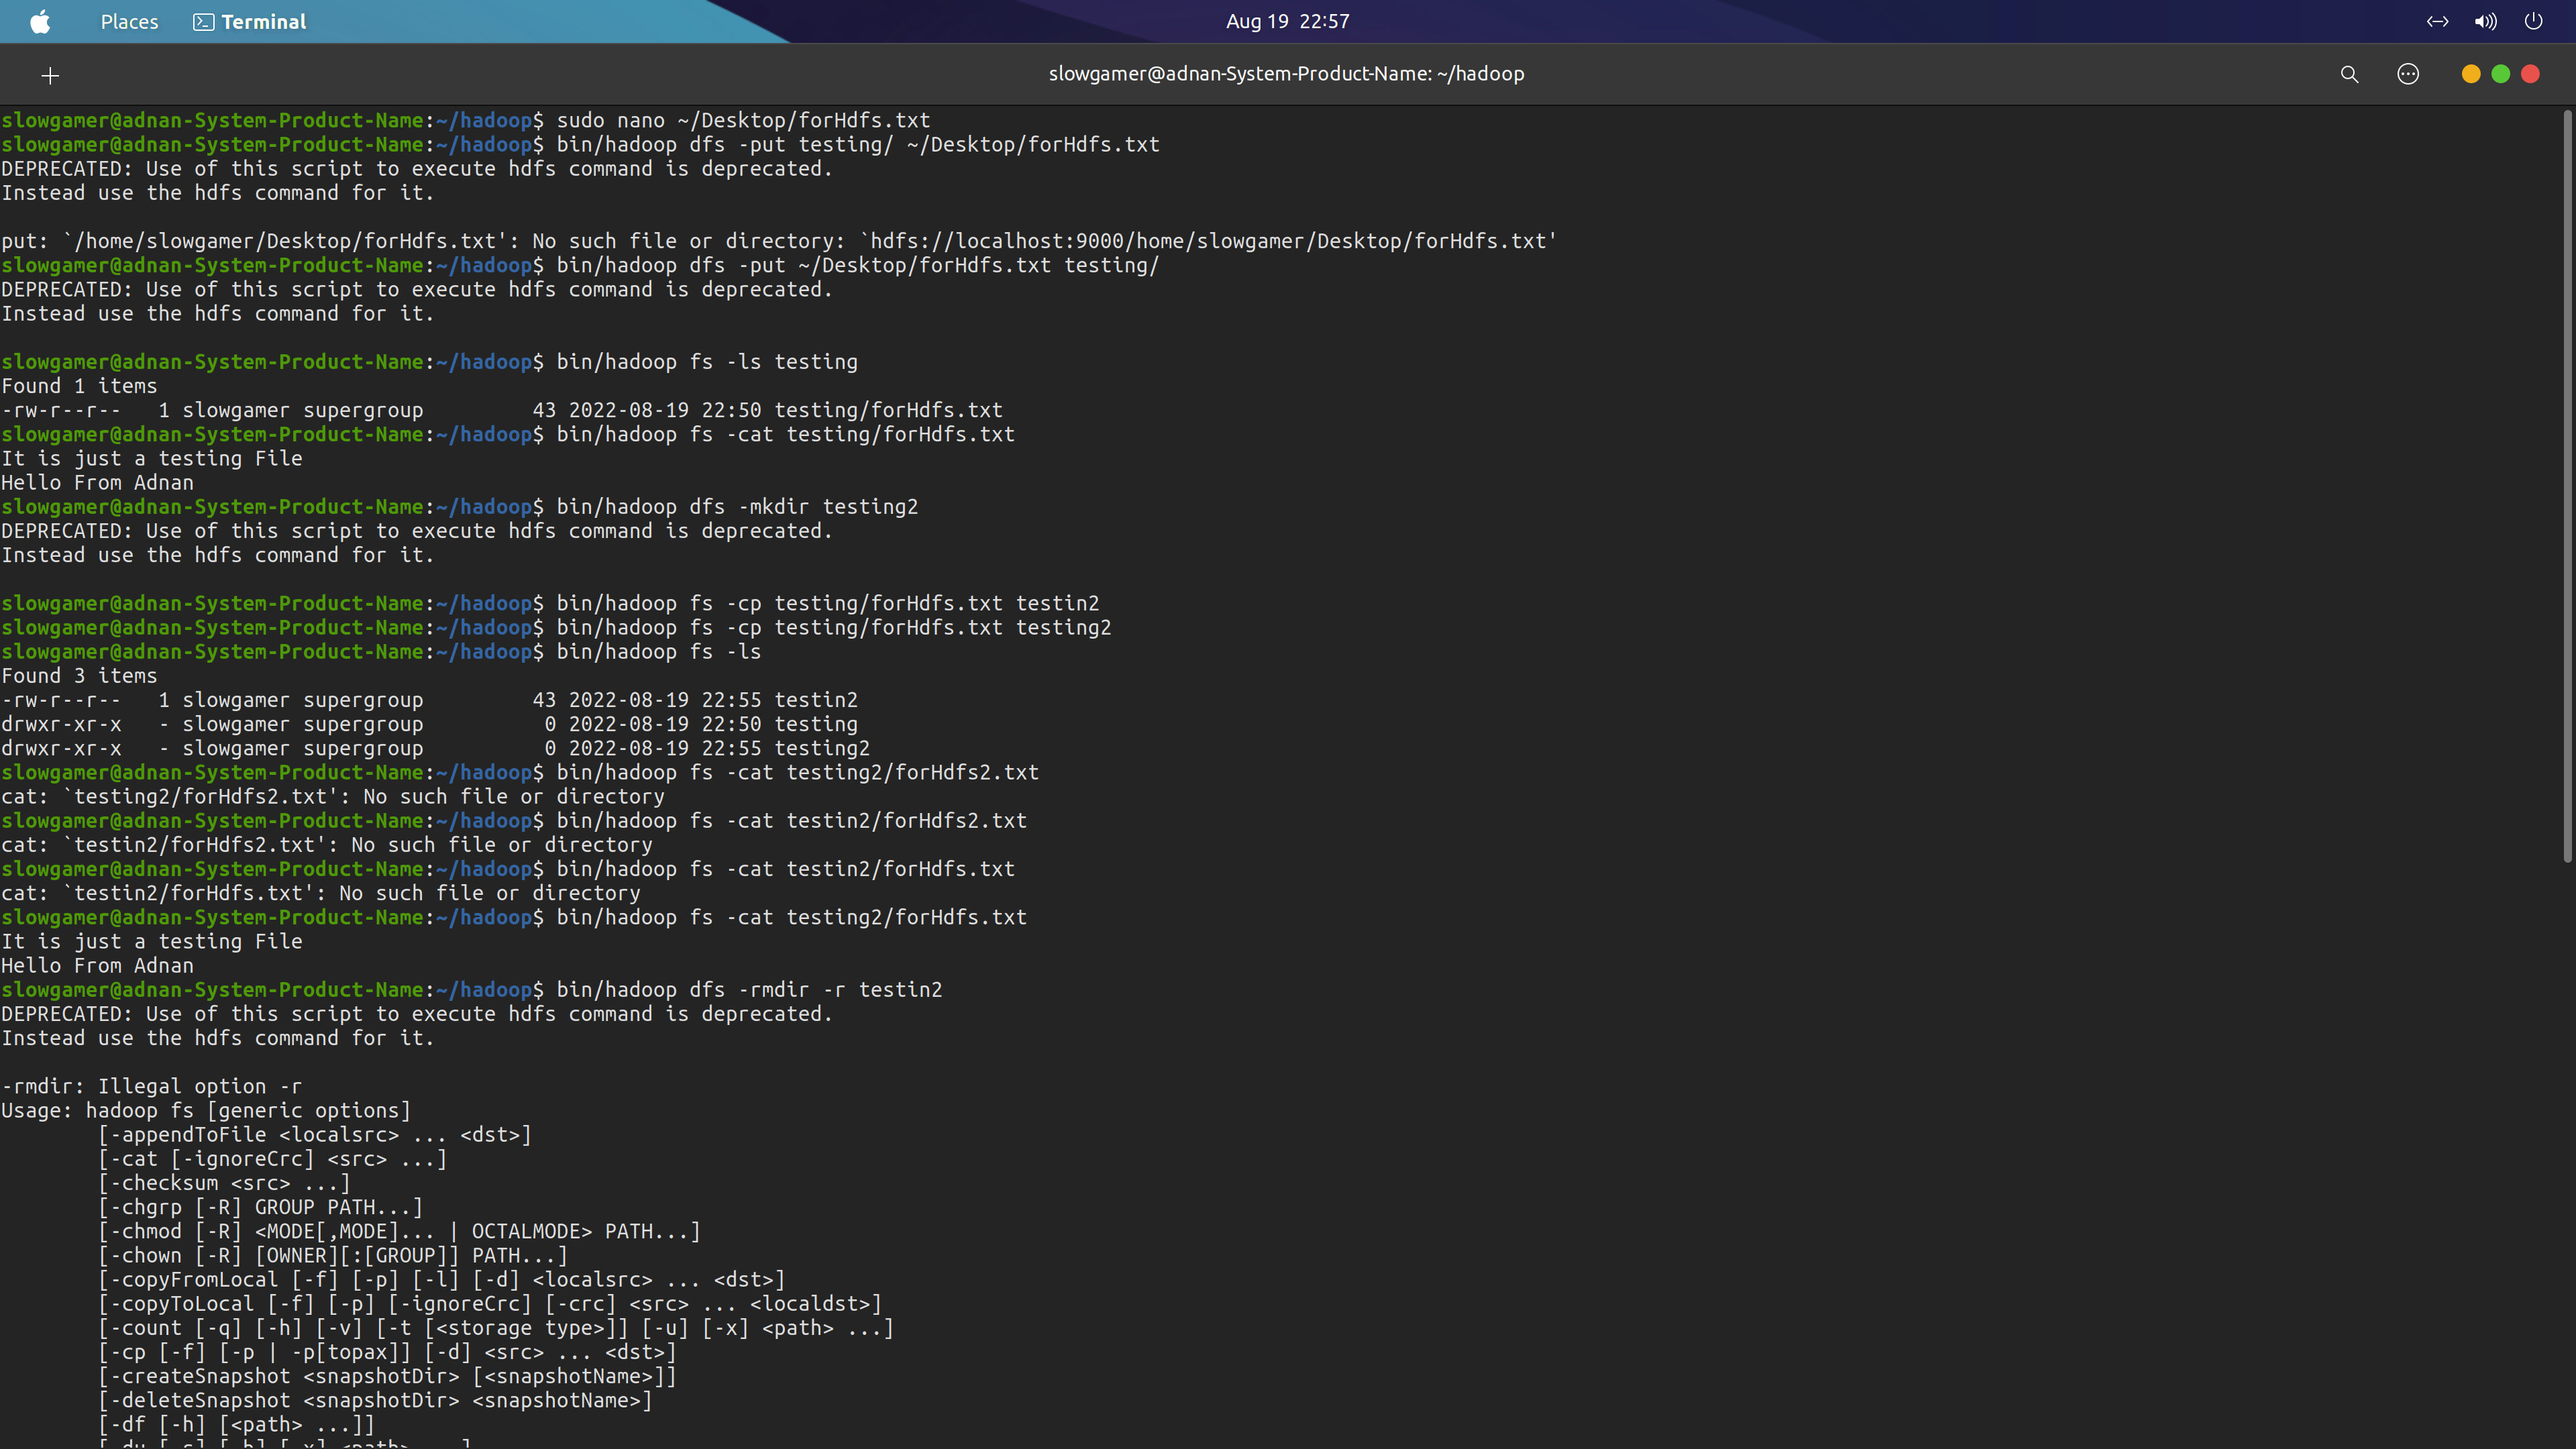 Places Terminal Aug 19 22:57
slowgamer@adnan-System-Product-Name: ~/hadoop
slowgamer@adnan-System-Product-Name:~/hadoop$ sudo nano ~/Desktop/forHdfs.txt
slowgamer@adnan-System-Product-Name:~/hadoop$ bin/hadoop dfs -put testing/ ~/Desktop/forHdfs.txt
DEPRECATED: Use of this script to execute hdfs command is deprecated.
Instead use the hdfs command for it.
put: `/home/slowgamer/Desktop/forHdfs.txt': No such file or directory: `hdfs://localhost:9000/home/slowgamer/Desktop/forHdfs.txt'
slowgamer@adnan-System-Product-Name:~/hadoop$ bin/hadoop dfs -put ~/Desktop/forHdfs.txt testing/
DEPRECATED: Use of this script to execute hdfs command is deprecated.
Instead use the hdfs command for it.
slowgamer@adnan-System-Product-Name:~/hadoop$ bin/hadoop fs -ls testing
Found 1 items
-rw-r--r--   1 slowgamer supergroup         43 2022-08-19 22:50 testing/forHdfs.txt
slowgamer@adnan-System-Product-Name:~/hadoop$ bin/hadoop fs -cat testing/forHdfs.txt
It is just a testing File
Hello From Adnan
slowgamer@adnan-System-Product-Name:~/hadoop$ bin/hadoop dfs -mkdir testing2
DEPRECATED: Use of this script to execute hdfs command is deprecated.
Instead use the hdfs command for it.
slowgamer@adnan-System-Product-Name:~/hadoop$ bin/hadoop fs -cp testing/forHdfs.txt testin2
slowgamer@adnan-System-Product-Name:~/hadoop$ bin/hadoop fs -cp testing/forHdfs.txt testing2
slowgamer@adnan-System-Product-Name:~/hadoop$ bin/hadoop fs -ls
Found 3 items
-rw-r--r--   1 slowgamer supergroup         43 2022-08-19 22:55 testin2
drwxr-xr-x   - slowgamer supergroup          0 2022-08-19 22:50 testing
drwxr-xr-x   - slowgamer supergroup          0 2022-08-19 22:55 testing2
slowgamer@adnan-System-Product-Name:~/hadoop$ bin/hadoop fs -cat testing2/forHdfs2.txt
cat: `testing2/forHdfs2.txt': No such file or directory
slowgamer@adnan-System-Product-Name:~/hadoop$ bin/hadoop fs -cat testin2/forHdfs2.txt
cat: `testin2/forHdfs2.txt': No such file or directory
slowgamer@adnan-System-Product-Name:~/hadoop$ bin/hadoop fs -cat testin2/forHdfs.txt
cat: `testin2/forHdfs.txt': No such file or directory
slowgamer@adnan-System-Product-Name:~/hadoop$ bin/hadoop fs -cat testing2/forHdfs.txt
It is just a testing File
Hello From Adnan
slowgamer@adnan-System-Product-Name:~/hadoop$ bin/hadoop dfs -rmdir -r testin2
DEPRECATED: Use of this script to execute hdfs command is deprecated.
Instead use the hdfs command for it.
-rmdir: Illegal option -r
Usage: hadoop fs [generic options]
[-appendToFile <localsrc> ... <dst>]
[-cat [-ignoreCrc] <src> ...]
[-checksum <src> ...]
[-chgrp [-R] GROUP PATH...]
[-chmod [-R] <MODE[,MODE]... | OCTALMODE> PATH...]
[-chown [-R] [OWNER][:[GROUP]] PATH...]
[-copyFromLocal [-f] [-p] [-l] [-d] <localsrc> ... <dst>]
[-copyToLocal [-f] [-p] [-ignoreCrc] [-crc] <src> ... <localdst>]
[-count [-q] [-h] [-v] [-t [<storage type>]] [-u] [-x] <path> ...]
[-cp [-f] [-p | -p[topax]] [-d] <src> ... <dst>]
[-createSnapshot <snapshotDir> [<snapshotName>]]
[-deleteSnapshot <snapshotDir> <snapshotName>]
[-df [-h] [<path> ...]]